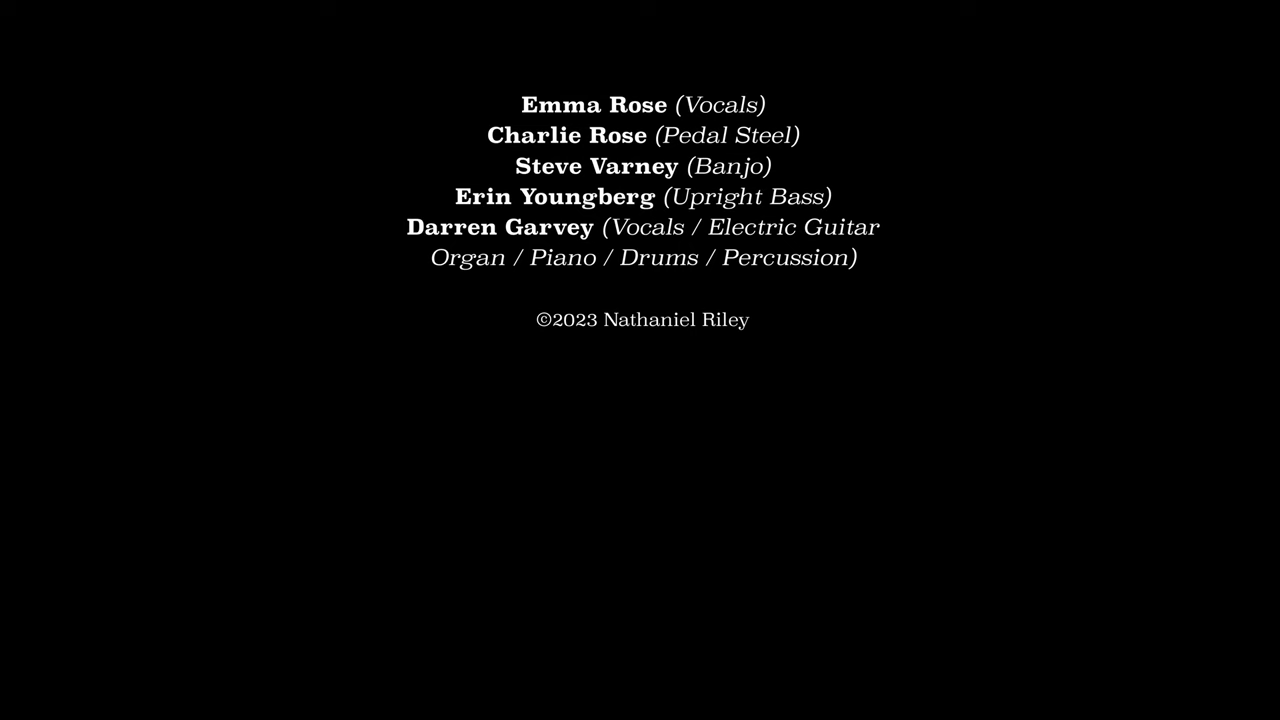 Emma Rose (Vocals)
Charlie Rose (Pedal Steel)
Steve Varney (Banjo)
Erin Youngberg (Upright Bass)
Darren Garvey (Vocals / Electric Guitar
Organ / Piano / Drums / Percussion)
©2023 Nathaniel Riley